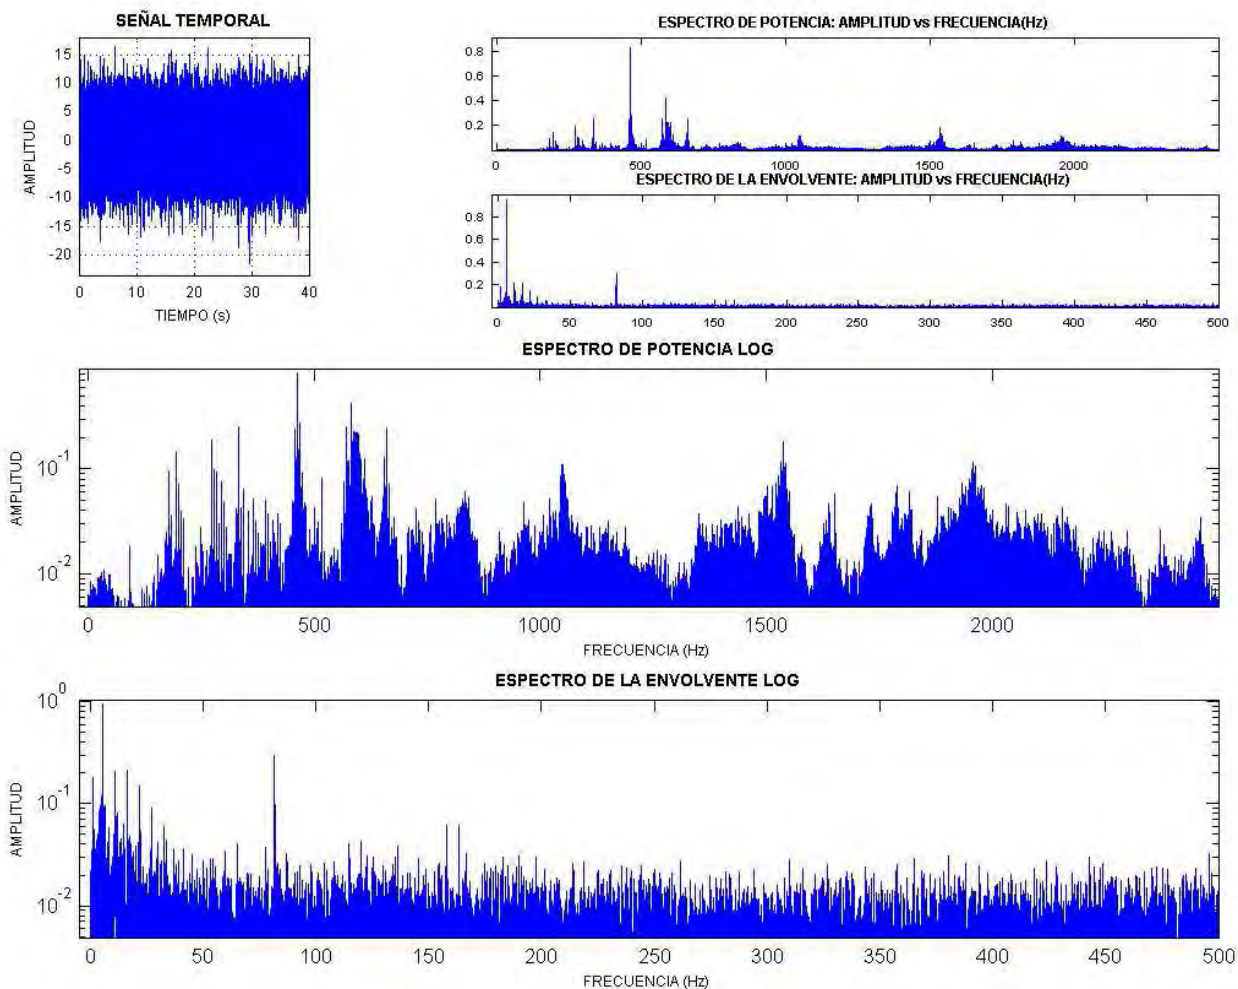 SEÑAL TEMPORAL
AMPLITUD
15
10
5
0
-5
-10
-15
-20
0 10 20 30 40
TIEMPO (s)
ESPECTRO DE POTENCIA: AMPLITUD vs FRECUENCIA(Hz)
0.8
0.6
0.4
0.2
0 500 1000 1500 2000
ESPECTRO DE LA ENVOLVENTE: AMPLITUD vs FRECUENCIA(Hz)
0.8
0.6
0.4
0.2
0 50 100 150 200 250 300 350 400 450 500
ESPECTRO DE POTENCIA LOG
AMPLITUD
10^-1
10^-2
0 500 1000 1500 2000
FRECUENCIA (Hz)
ESPECTRO DE LA ENVOLVENTE LOG
AMPLITUD
10^0
10^-1
10^-2
0 50 100 150 200 250 300 350 400 450 500
FRECUENCIA (Hz)